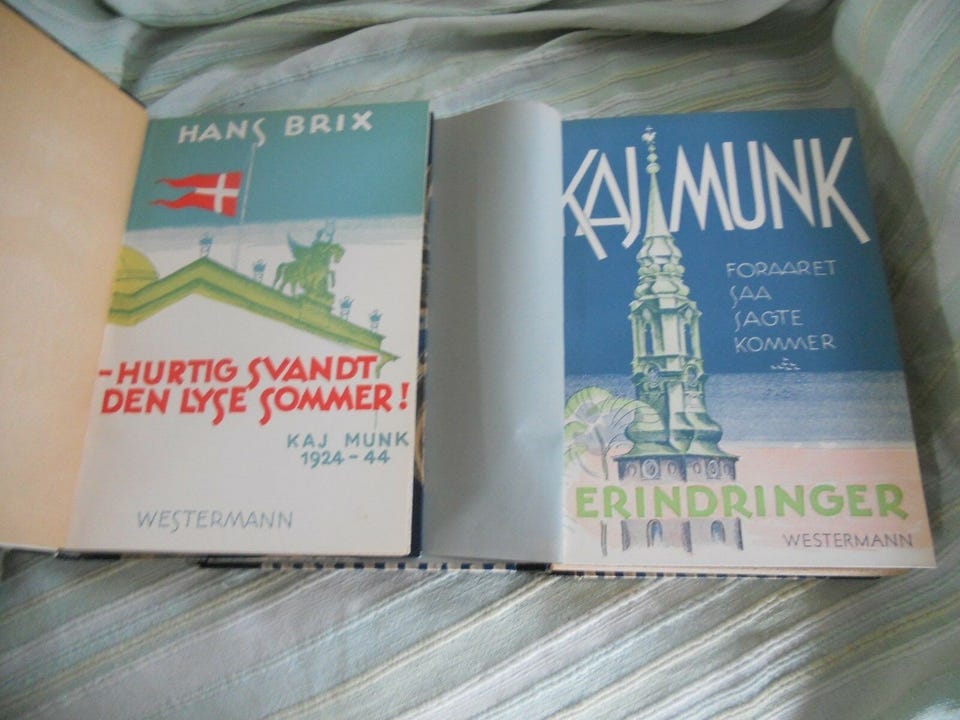 HANS BRIX
-HURTIG SVANDT
DEN LYSE SOMMER!
KAJ MUNK
1924-44
WESTERMANN
KAJ MUNK
FORAARET
SAA
SAGTE
KOMMER
ERINDRINGER
WESTERMANN